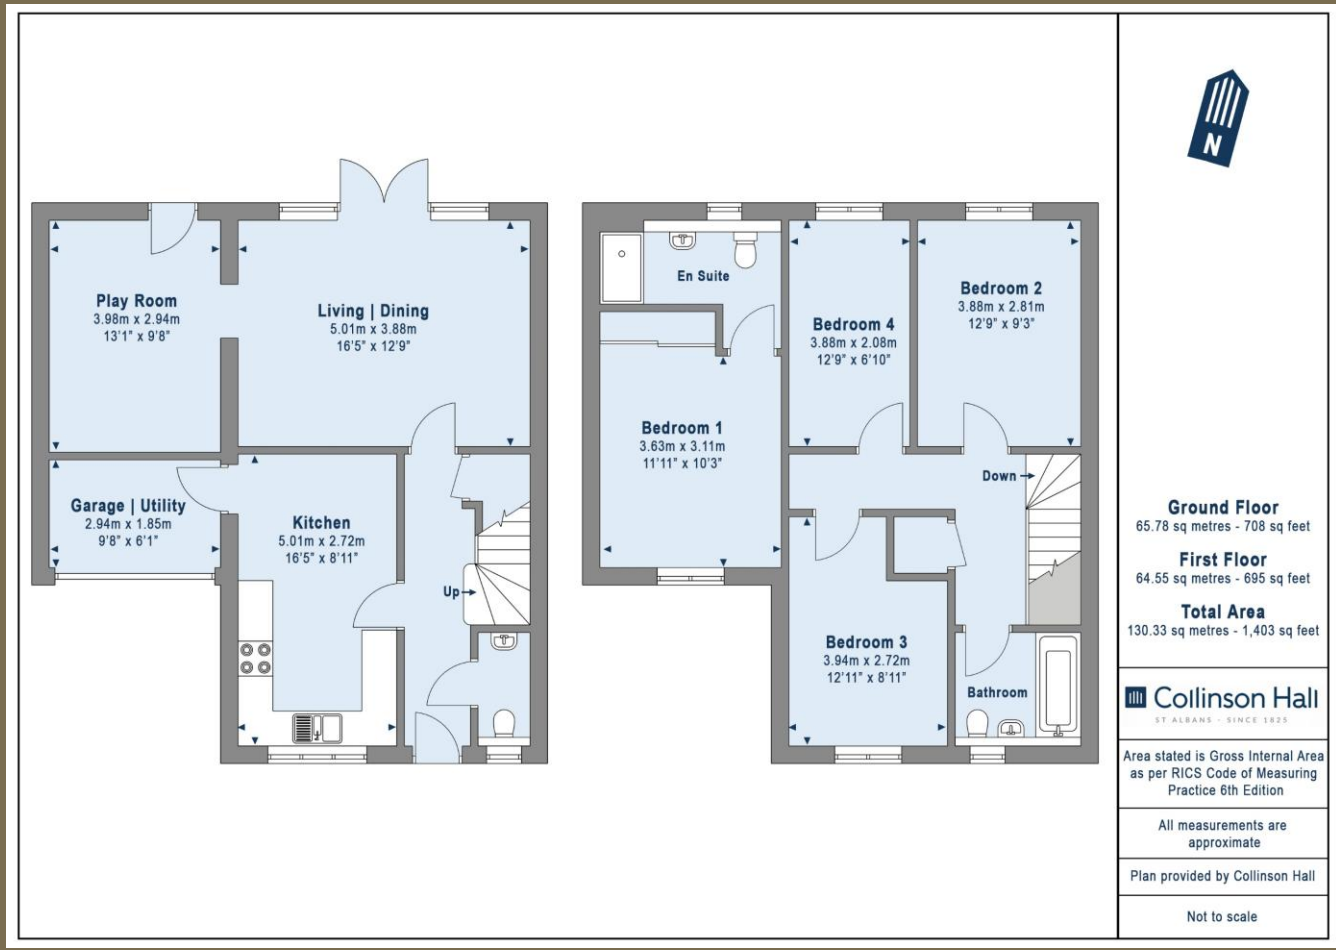 Play Room
3.98m x 2.94m
13'1" x 9'8"
Living | Dining
5.01m x 3.88m
16'5" x 12'9"
Garage | Utility
2.94m x 1.85m
9'8" x 6'1"
Kitchen
5.01m x 2.72m
16'5" x 8'11"
Up
En Suite
Bedroom 1
3.63m x 3.11m
11'11" x 10'3"
Bedroom 4
3.88m x 2.08m
12'9" x 6'10"
Bedroom 2
3.88m x 2.81m
12'9" x 9'3"
Down
Bedroom 3
3.94m x 2.72m
12'11" x 8'11"
Bathroom
N
Ground Floor
65.78 sq metres - 708 sq feet
First Floor
64.55 sq metres - 695 sq feet
Total Area
130.33 sq metres - 1,403 sq feet
Collinson Hall
ST ALBANS - SINCE 1825
Area stated is Gross Internal Area
as per RICS Code of Measuring
Practice 6th Edition
All measurements are
approximate
Plan provided by Collinson Hall
Not to scale